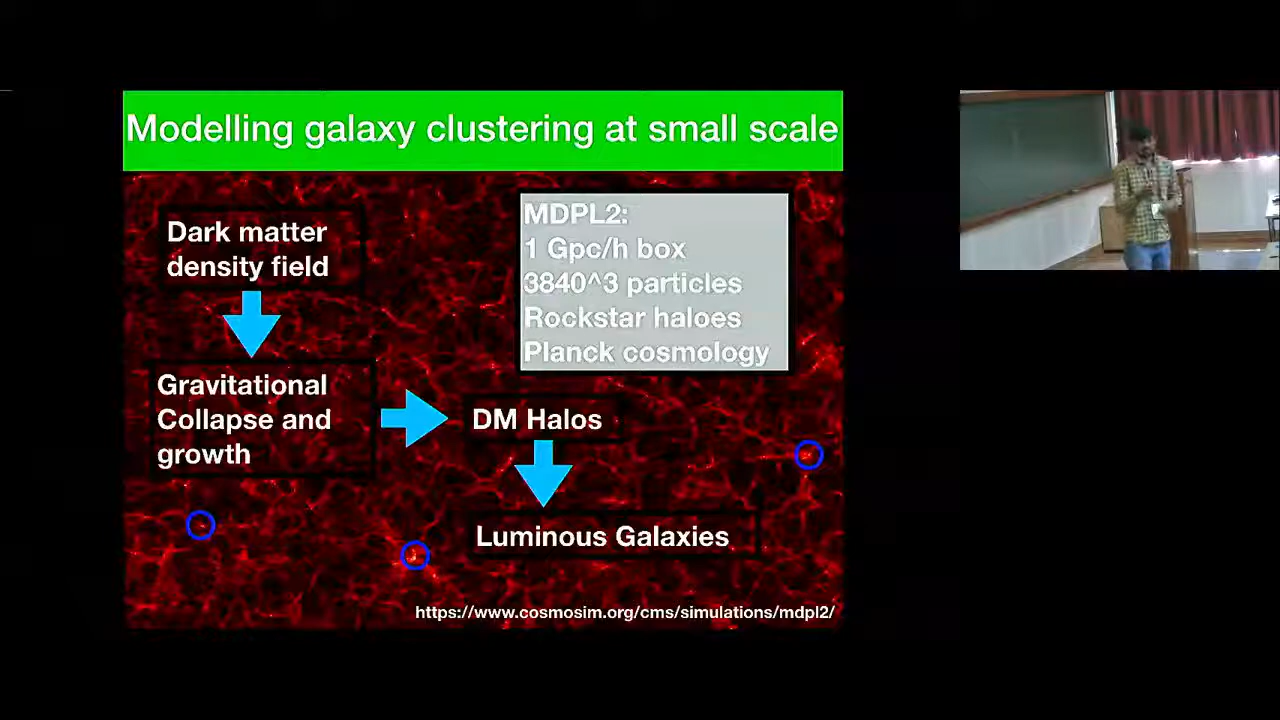 Modelling galaxy clustering at small scale
Dark matter
density field
MDPL2:
1 Gpc/h box
3840^3 particles
Rockstar haloes
Planck cosmology
Gravitational
Collapse and
growth
DM Halos
Luminous Galaxies
https://www.cosmosim.org/cms/simulations/mdpl2/